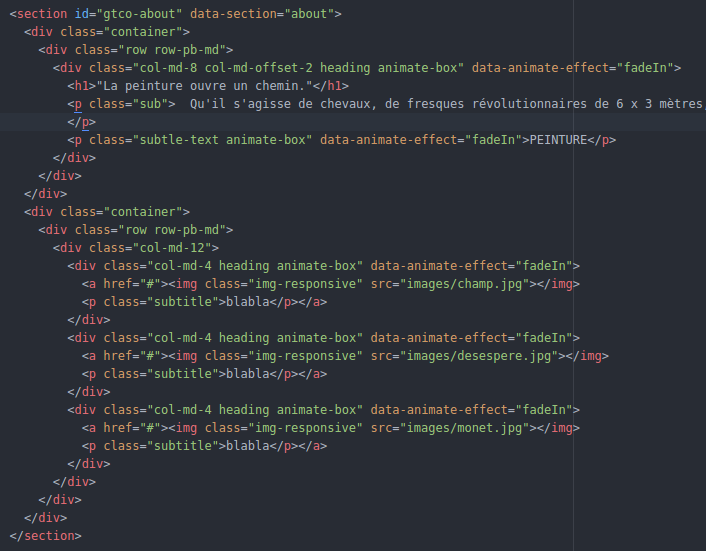 <section id="gtco-about" data-section="about">
<div class="container">
<div class="row row-pb-md">
<div class="col-md-8 col-md-offset-2 heading animate-box" data-animate-effect="fadeIn">
<h1>"La peinture ouvre un chemin."</h1>
<p class="sub">  Qu'il s'agisse de chevaux, de fresques révolutionnaires de 6 x 3 mètres,
</p>
<p class="subtle-text animate-box" data-animate-effect="fadeIn">PEINTURE</p>
</div>
</div>
</div>
<div class="container">
<div class="row row-pb-md">
<div class="col-md-12">
<div class="col-md-4 heading animate-box" data-animate-effect="fadeIn">
<a href="#"><img class="img-responsive" src="images/champ.jpg"></img>
<p class="subtitle">blabla</p></a>
</div>
<div class="col-md-4 heading animate-box" data-animate-effect="fadeIn">
<a href="#"><img class="img-responsive" src="images/desespere.jpg"></img>
<p class="subtitle">blabla</p></a>
</div>
<div class="col-md-4 heading animate-box" data-animate-effect="fadeIn">
<a href="#"><img class="img-responsive" src="images/monet.jpg"></img>
<p class="subtitle">blabla</p></a>
</div>
</div>
</div>
</div>
</section>